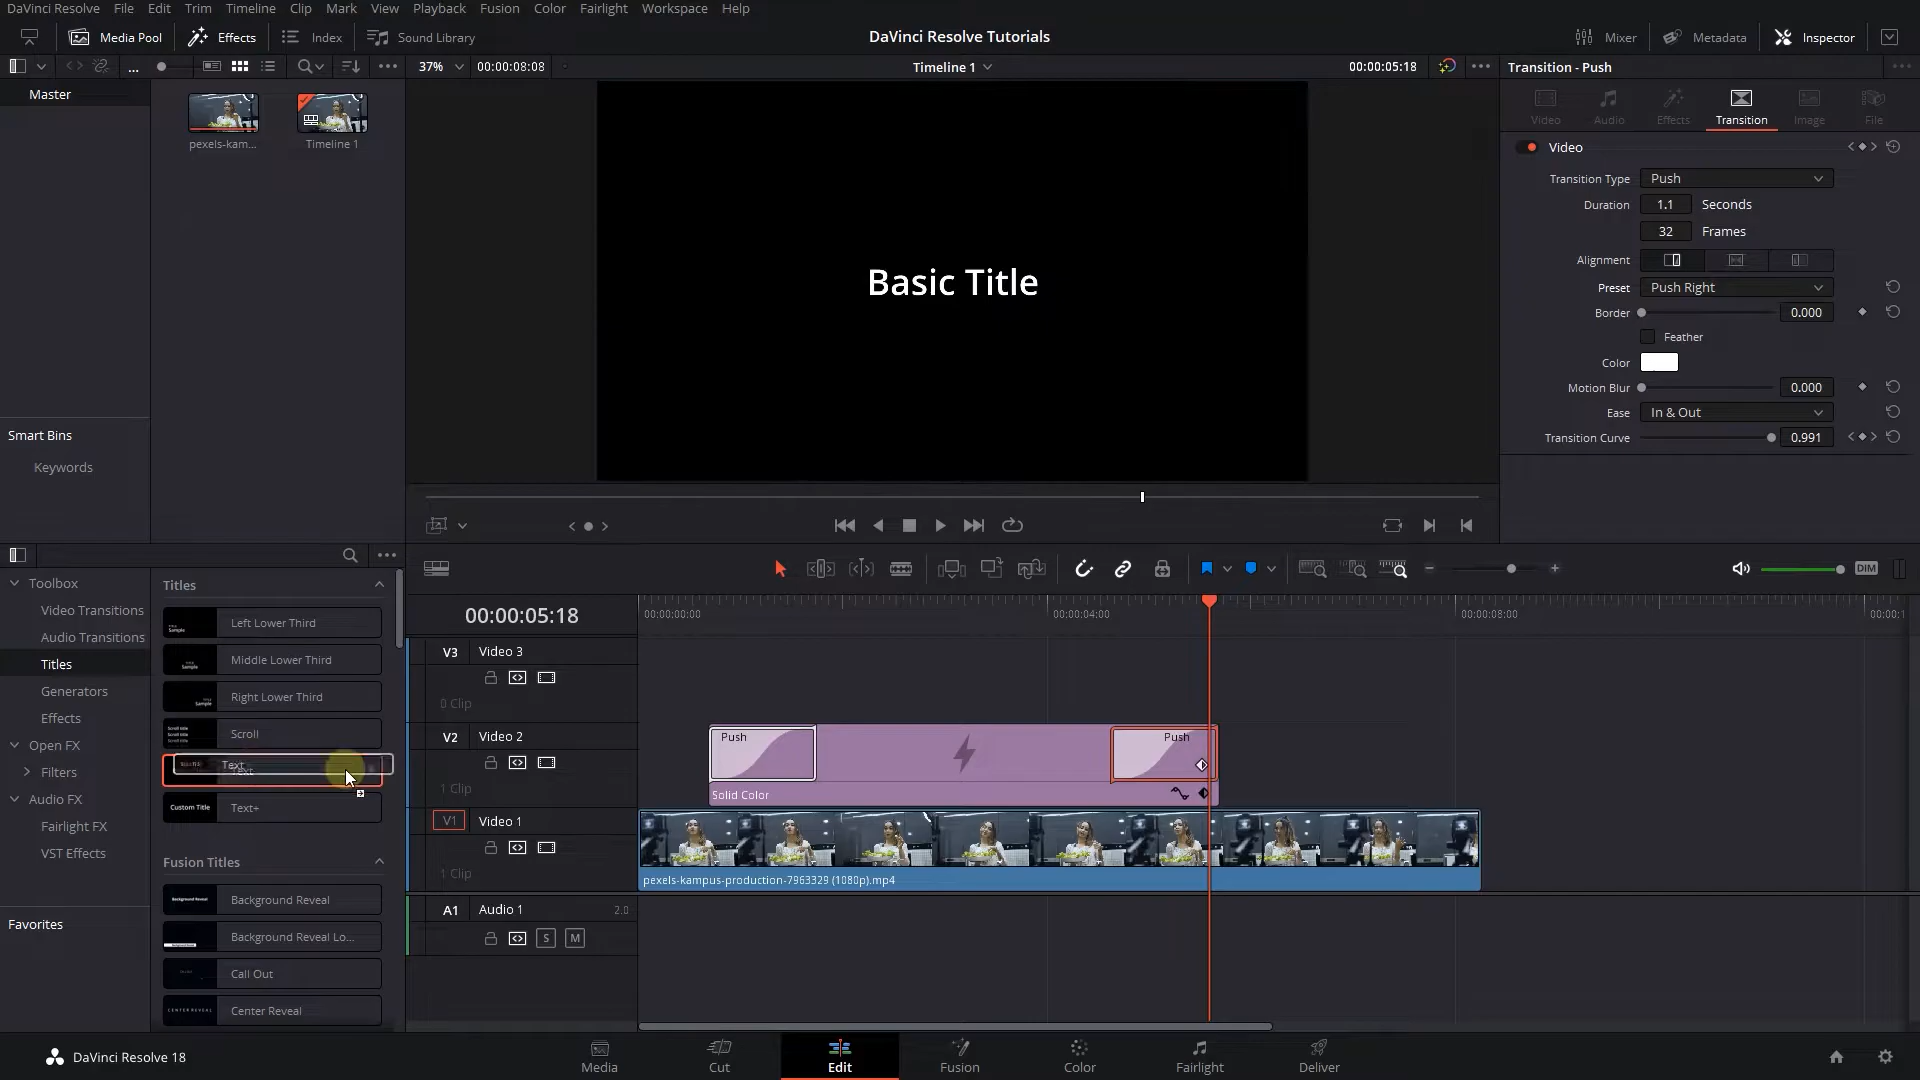 DaVinci Resolve File Edit Trim Timeline Clip Mark View Playback Fusion Color Fairlight Workspace Help
Media Pool Effects Index Sound Library DaVinci Resolve Tutorials Mixer Metadata Inspector
... 37% 00:00:08:08 Timeline 1 00:00:05:18 Transition - Push
Master
pexels-kam... Timeline 1
Basic Title
Video Audio Effects Transition Image File
Video
Transition Type Push
Duration 1.1 Seconds
32 Frames
Alignment
Preset Push Right
Border 0.000
Feather
Color
Motion Blur 0.000
Ease In & Out
Transition Curve 0.991
Smart Bins
Keywords
Toolbox
Video Transitions
Audio Transitions
Titles
Generators
Effects
Open FX
Filters
Audio FX
Fairlight FX
VST Effects
Favorites
Titles
Left Lower Third
Middle Lower Third
Right Lower Third
Scroll
Text
Text
Custom Title Text+
Fusion Titles
Background Reveal Background Reveal
Background Reveal Lo...
Call Out
CENTER REVEAL Center Reveal
DIM
00:00:05:18 00:00:00:00 00:00:04:00 00:00:08:00 00:00:1
V3 Video 3
0 Clip
V2 Video 2
1 Clip
Push Push
Solid Color
V1 Video 1
1 Clip
pexels-kampus-production-7963329 (1080p).mp4
A1 Audio 1 2.0
S M
DaVinci Resolve 18
Media Cut Edit Fusion Color Fairlight Deliver